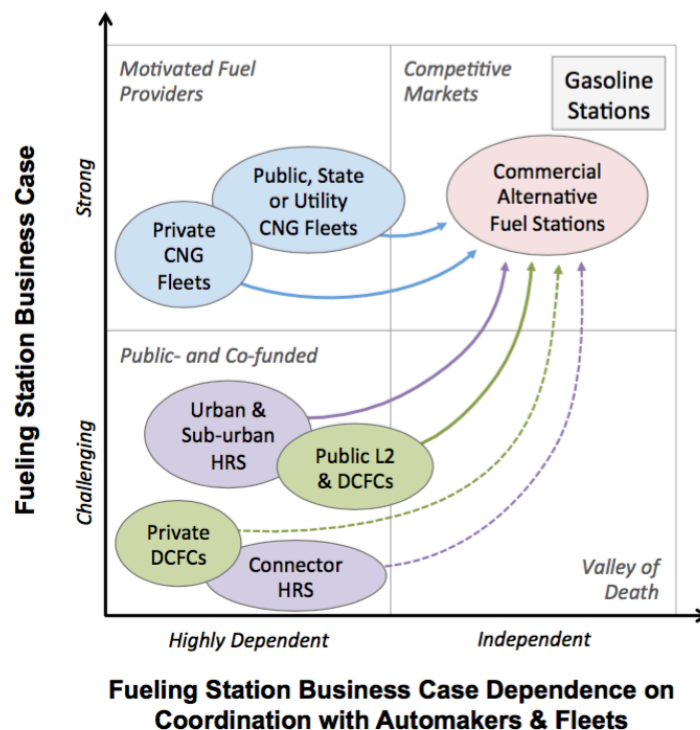 Motivated Fuel
Providers
Competitive
Markets
Gasoline
Stations
Public, State
or Utility
CNG Fleets
Commercial
Alternative
Fuel Stations
Private
CNG
Fleets
Public- and Co-funded
Urban &
Sub-urban
HRS
Public L2
& DCFCs
Private
DCFCs
Connector
HRS
Valley of
Death
Fueling Station Business Case
Strong
Challenging
Highly Dependent
Independent
Fueling Station Business Case Dependence on
Coordination with Automakers & Fleets